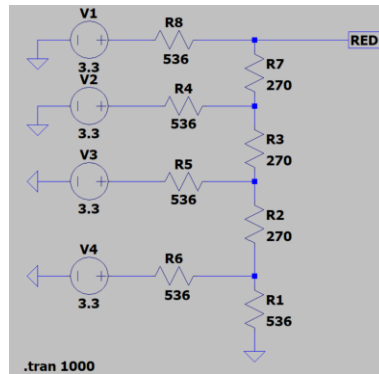 V1
R8
RED
3.3
536
R7
270
V2
R4
3.3
536
R3
270
V3
R5
3.3
536
R2
270
V4
R6
3.3
536
R1
536
.tran 1000